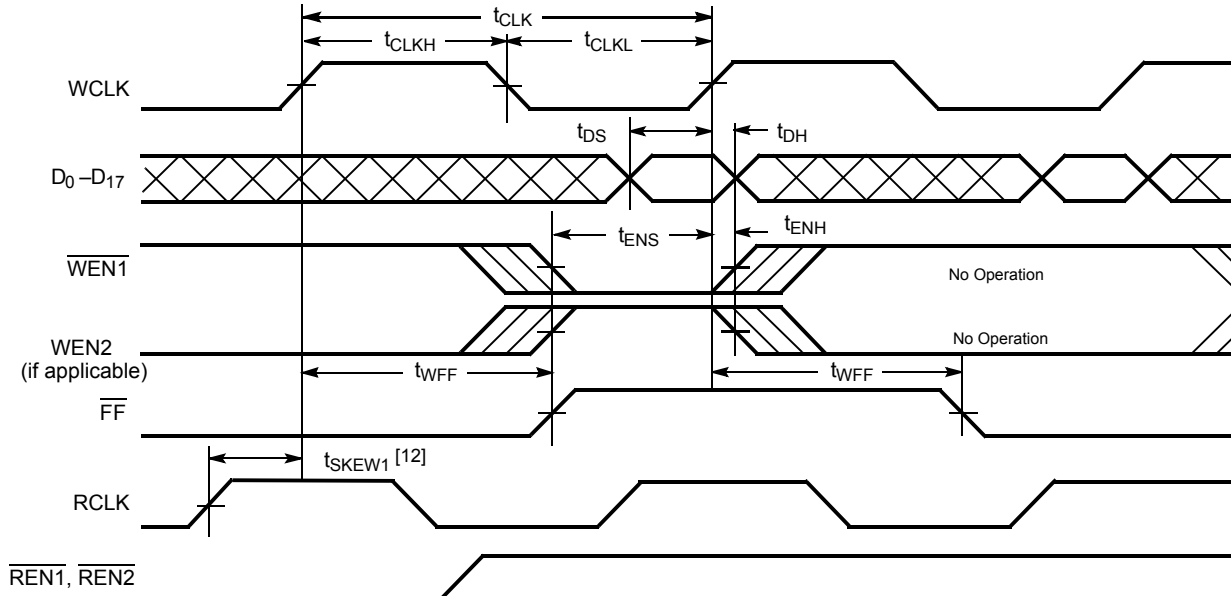 tCLK
tCLKH
tCLKL
WCLK
tDS
tDH
D0 –D17
tENS
tENH
WEN1
No Operation
WEN2
(if applicable)
No Operation
tWFF
tWFF
FF
tSKEW1 [12]
RCLK
REN1, REN2